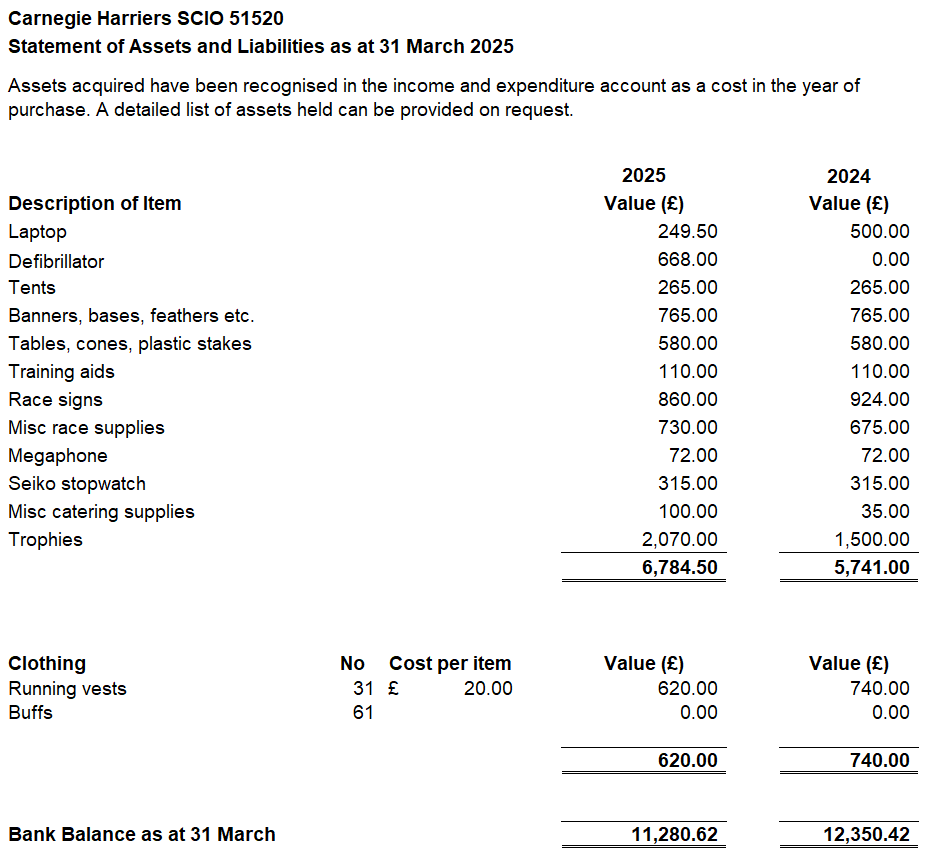 Carnegie Harriers SCIO 51520
Statement of Assets and Liabilities as at 31 March 2025
Assets acquired have been recognised in the income and expenditure account as a cost in the year of
purchase. A detailed list of assets held can be provided on request.
2025 2024
Description of Item Value (£) Value (£)
Laptop 249.50 500.00
Defibrillator 668.00 0.00
Tents 265.00 265.00
Banners, bases, feathers etc. 765.00 765.00
Tables, cones, plastic stakes 580.00 580.00
Training aids 110.00 110.00
Race signs 860.00 924.00
Misc race supplies 730.00 675.00
Megaphone 72.00 72.00
Seiko stopwatch 315.00 315.00
Misc catering supplies 100.00 35.00
Trophies 2,070.00 1,500.00
6,784.50 5,741.00
Clothing No Cost per item Value (£) Value (£)
Running vests 31 £ 20.00 620.00 740.00
Buffs 61 0.00 0.00
620.00 740.00
Bank Balance as at 31 March 11,280.62 12,350.42